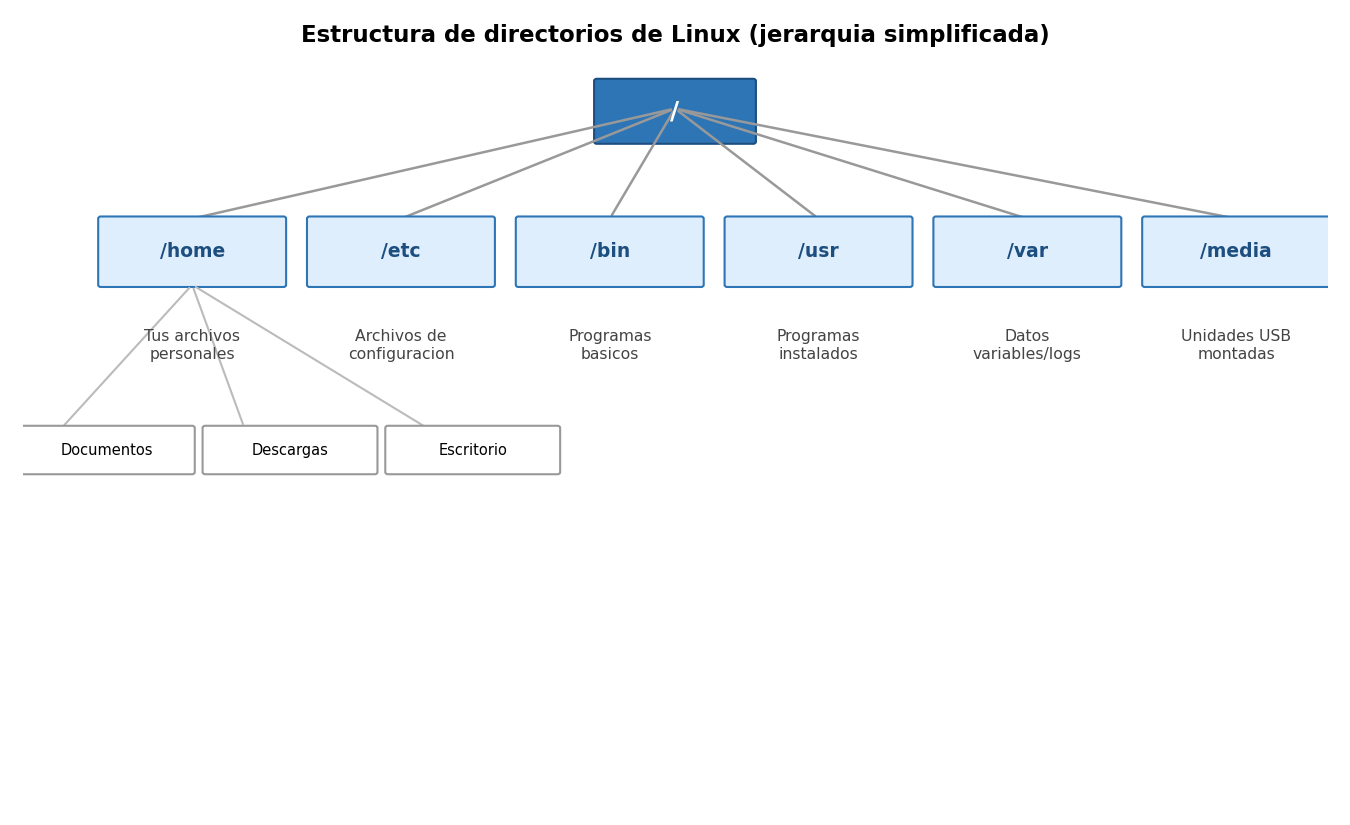 Estructura de directorios de Linux (jerarquia simplificada)
/
/home
/etc
/bin
/usr
/var
/media
Tus archivos
personales
Archivos de
configuracion
Programas
basicos
Programas
instalados
Datos
variables/logs
Unidades USB
montadas
Documentos
Descargas
Escritorio